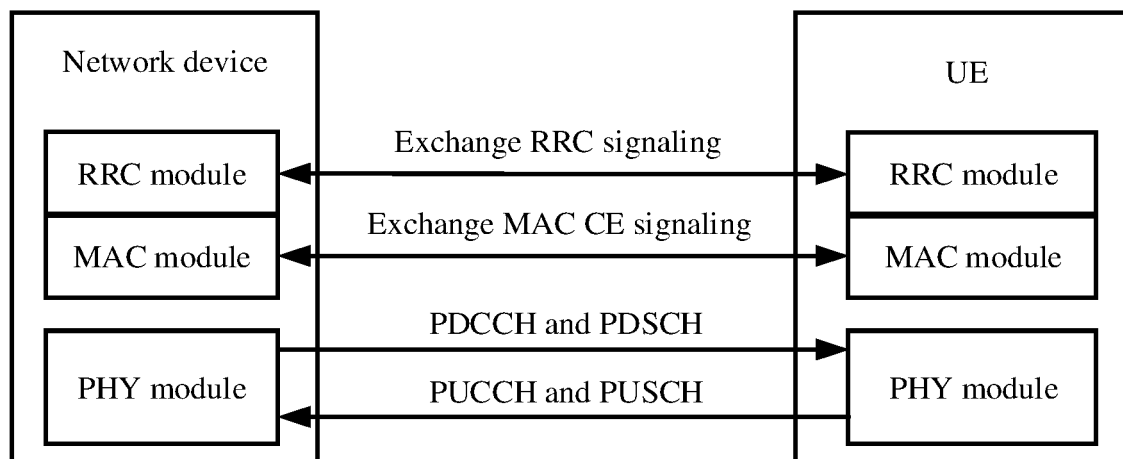 Network device
UE
Exchange RRC signaling
RRC module
RRC module
Exchange MAC CE signaling
MAC module
MAC module
PDCCH and PDSCH
PHY module
PHY module
PUCCH and PUSCH